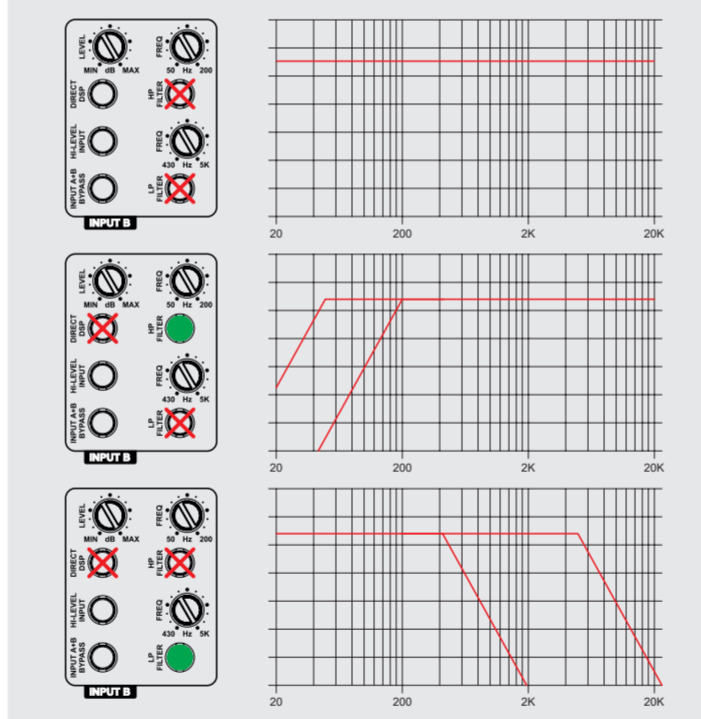 LEVEL
FREQ
MIN dB MAX
50 Hz 200
DIRECT
DSP
HP
FILTER
HI-LEVEL
INPUT
FREQ
430 Hz 5K
INPUT A+B
BYPASS
LP
FILTER
INPUT B
20 200 2K 20K
LEVEL
FREQ
MIN dB MAX
50 Hz 200
DIRECT
DSP
HP
FILTER
HI-LEVEL
INPUT
FREQ
430 Hz 5K
INPUT A+B
BYPASS
LP
FILTER
INPUT B
20 200 2K 20K
LEVEL
FREQ
MIN dB MAX
50 Hz 200
DIRECT
DSP
HP
FILTER
HI-LEVEL
INPUT
FREQ
430 Hz 5K
INPUT A+B
BYPASS
LP
FILTER
INPUT B
20 200 2K 20K